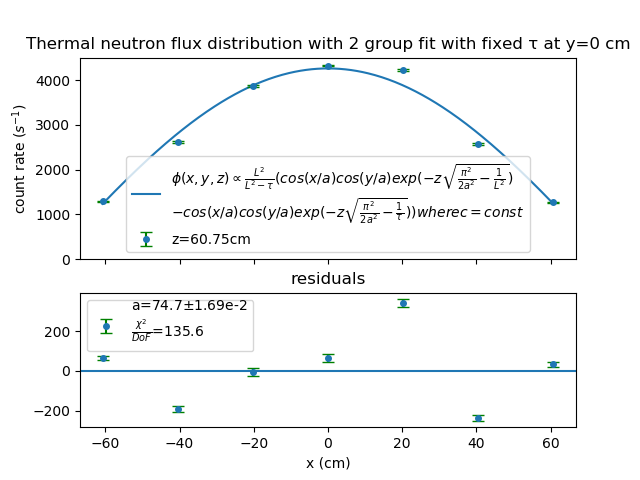 Thermal neutron flux distribution with 2 group fit with fixed τ at y=0 cm
4000
3000
2000
1000
0
count rate (s⁻¹)
ϕ(x, y, z) ∝ L²/(L² − τ) (cos(x/a)cos(y/a)exp(−z√(π²/2a² − 1/L²))
−cos(x/a)cos(y/a)exp(−z√(π²/2a² − 1/τ)))wherec = const
z=60.75cm
residuals
a=74.7±1.69e-2
χ²/DoF=135.6
200
0
−200
−60 −40 −20 0 20 40 60
x (cm)